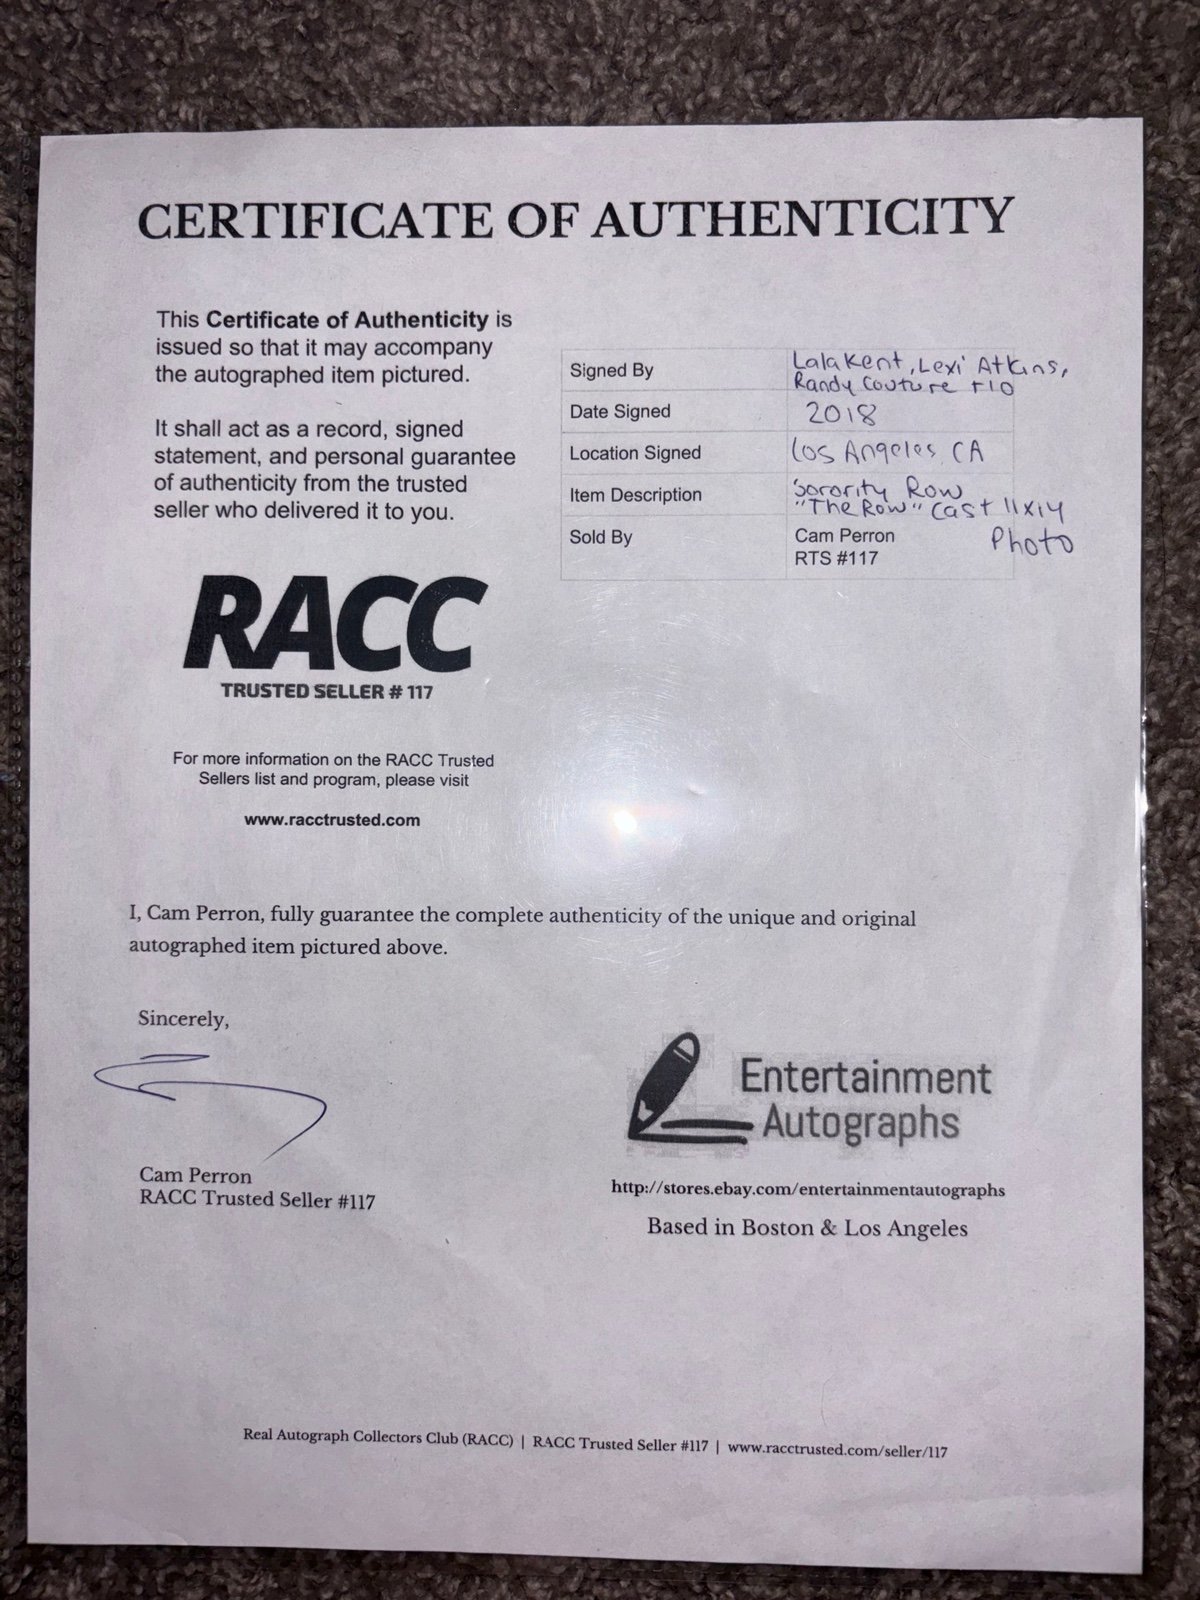 CERTIFICATE OF AUTHENTICITY
This Certificate of Authenticity is
issued so that it may accompany
the autographed item pictured.
It shall act as a record, signed
statement, and personal guarantee
of authenticity from the trusted
seller who delivered it to you.
Signed By
Lala Kent, Lexi Atkins,
Randy Couture +10
Date Signed
2018
Location Signed
Los Angeles, CA
Item Description
Sorority Row
"The Row" Cast 11x14
Photo
Sold By
Cam Perron
RTS #117
RACC
TRUSTED SELLER # 117
For more information on the RACC Trusted
Sellers list and program, please visit
www.racctrusted.com
I, Cam Perron, fully guarantee the complete authenticity of the unique and original
autographed item pictured above.
Sincerely,
Cam Perron
RACC Trusted Seller #117
Entertainment
Autographs
http://stores.ebay.com/entertainmentautographs
Based in Boston & Los Angeles
Real Autograph Collectors Club (RACC) | RACC Trusted Seller #117 | www.racctrusted.com/seller/117